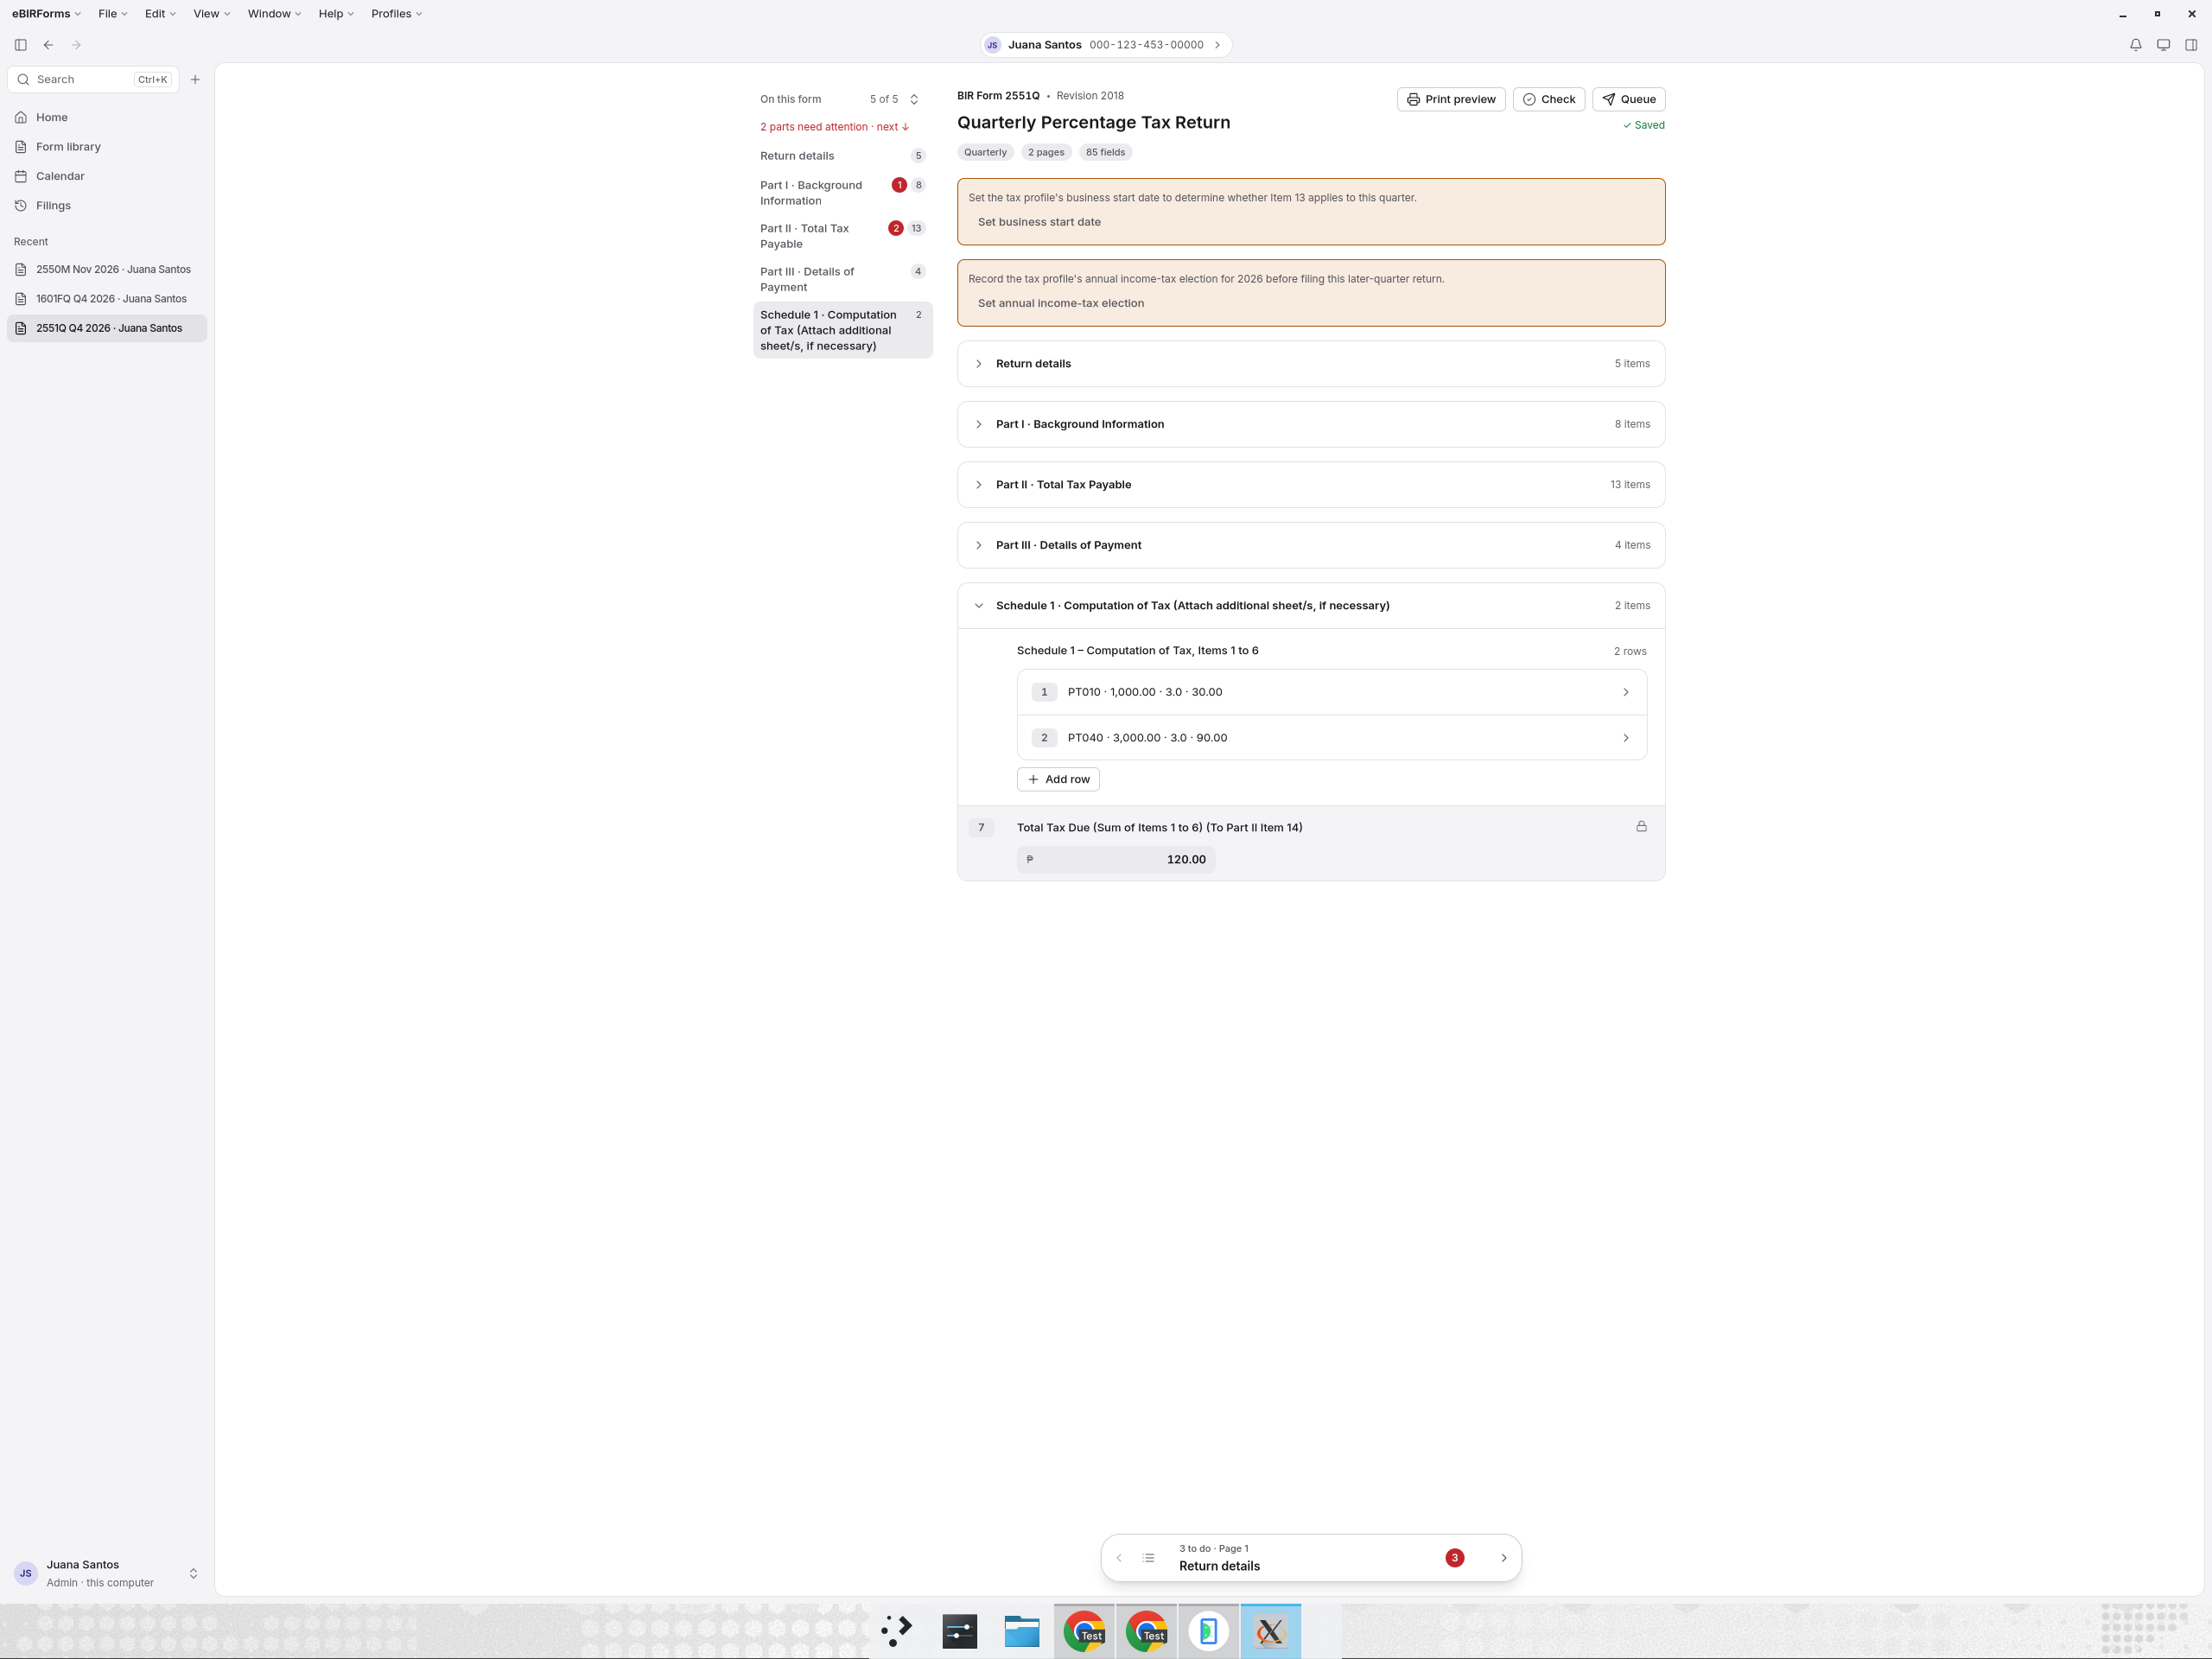 eBIRForms File Edit View Window Help Profiles
JS Juana Santos 000-123-453-00000
Search Ctrl+K
Home
Form library
Calendar
Filings
Recent
2550M Nov 2026 · Juana Santos
1601FQ Q4 2026 · Juana Santos
2551Q Q4 2026 · Juana Santos
On this form 5 of 5
2 parts need attention · next ↓
Return details 5
Part I · Background Information 1 8
Part II · Total Tax Payable 2 13
Part III · Details of Payment 4
Schedule 1 · Computation of Tax (Attach additional sheet/s, if necessary) 2
BIR Form 2551Q • Revision 2018
Quarterly Percentage Tax Return
Quarterly 2 pages 85 fields
Print preview Check Queue
✓ Saved
Set the tax profile's business start date to determine whether Item 13 applies to this quarter.
Set business start date
Record the tax profile's annual income-tax election for 2026 before filing this later-quarter return.
Set annual income-tax election
Return details 5 items
Part I · Background Information 8 items
Part II · Total Tax Payable 13 items
Part III · Details of Payment 4 items
Schedule 1 · Computation of Tax (Attach additional sheet/s, if necessary) 2 items
Schedule 1 – Computation of Tax, Items 1 to 6 2 rows
1 PT010 · 1,000.00 · 3.0 · 30.00
2 PT040 · 3,000.00 · 3.0 · 90.00
Add row
7 Total Tax Due (Sum of Items 1 to 6) (To Part II Item 14)
₱ 120.00
3 to do · Page 1
Return details
3
JS Juana Santos
Admin · this computer
Test
Test